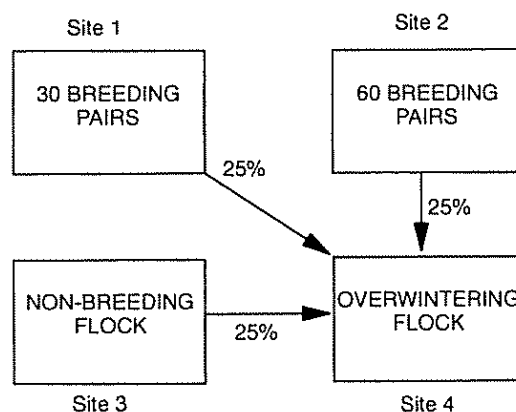 Site 1
Site 2
30 BREEDING
PAIRS
60 BREEDING
PAIRS
25%
25%
NON-BREEDING
FLOCK
25%
OVERWINTERING
FLOCK
Site 3
Site 4